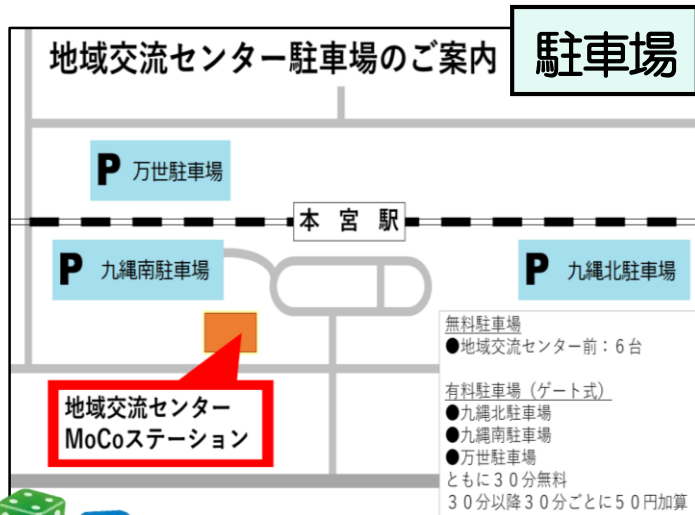 駐車場
地域交流センター駐車場のご案内
P 万世駐車場
本宮駅
P 九縄南駐車場
P 九縄北駐車場
地域交流センター
MoCoステーション
無料駐車場
●地域交流センター前：６台
有料駐車場（ゲート式）
●九縄北駐車場
●九縄南駐車場
●万世駐車場
ともに３０分無料
３０分以降３０分ごとに５０円加算